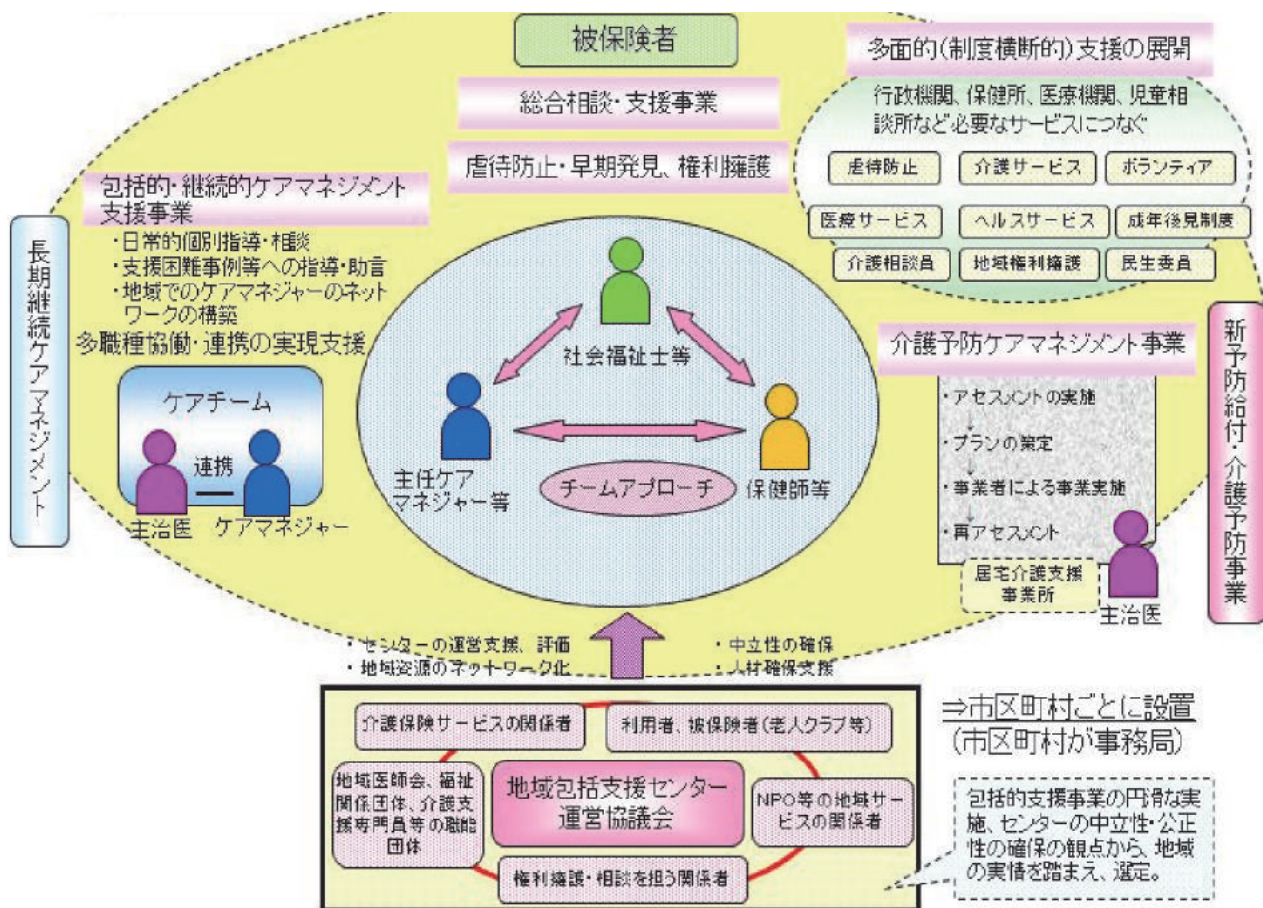 被保険者
総合相談・支援事業
虐待防止・早期発見、権利擁護
多面的(制度横断的)支援の展開
行政機関、保健所、医療機関、児童相
談所など必要なサービスにつなぐ
虐待防止
介護サービス
ボランティア
医療サービス
ヘルスサービス
成年後見制度
介護相談員
地域権利擁護
民生委員
包括的・継続的ケアマネジメント
支援事業
・日常的個別指導・相談
・支援困難事例等への指導・助言
・地域でのケアマネジャーのネット
ワークの構築
多職種協働・連携の実現支援
ケアチーム
連携
主治医
ケアマネジャー
長期継続ケアマネジメント
社会福祉士等
主任ケア
マネジャー等
チームアプローチ
保健師等
介護予防ケアマネジメント事業
・アセスメントの実施
↓
・プランの策定
↓
・事業者による事業実施
↓
・再アセスメント
居宅介護支援
事業所
主治医
新予防給付・介護予防事業
・センターの運営支援、評価
・地域資源のネットワーク化
・中立性の確保
・人材確保支援
介護保険サービスの関係者
利用者、被保険者(老人クラブ等)
地域医師会、福祉
関係団体、介護支
援専門員等の職能
団体
地域包括支援センター
運営協議会
NPO等の地域サー
ビスの関係者
権利擁護・相談を担う関係者
⇒市区町村ごとに設置
(市区町村が事務局)
包括的支援事業の円滑な実
施、センターの中立性・公正
性の確保の観点から、地域
の実情を踏まえ、選定。